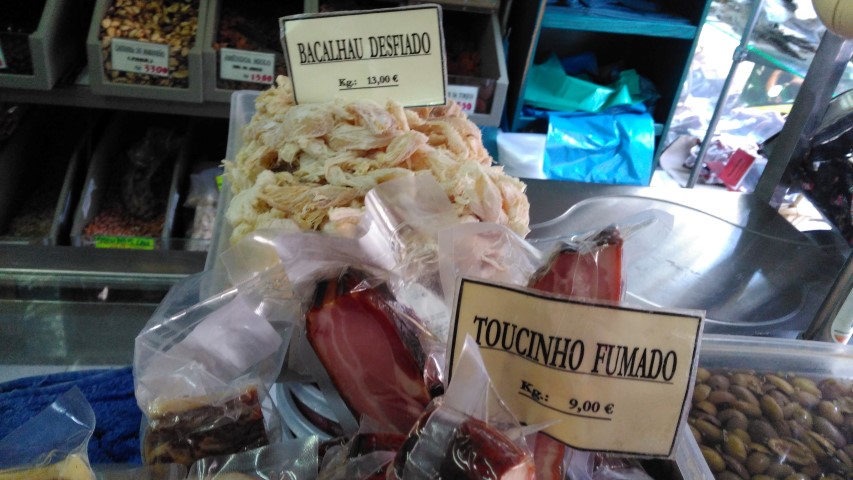 BACALHAU DESFIADO
Kg.: 13,00 €
TOUCINHO FUMADO
Kg.: 9,00 €